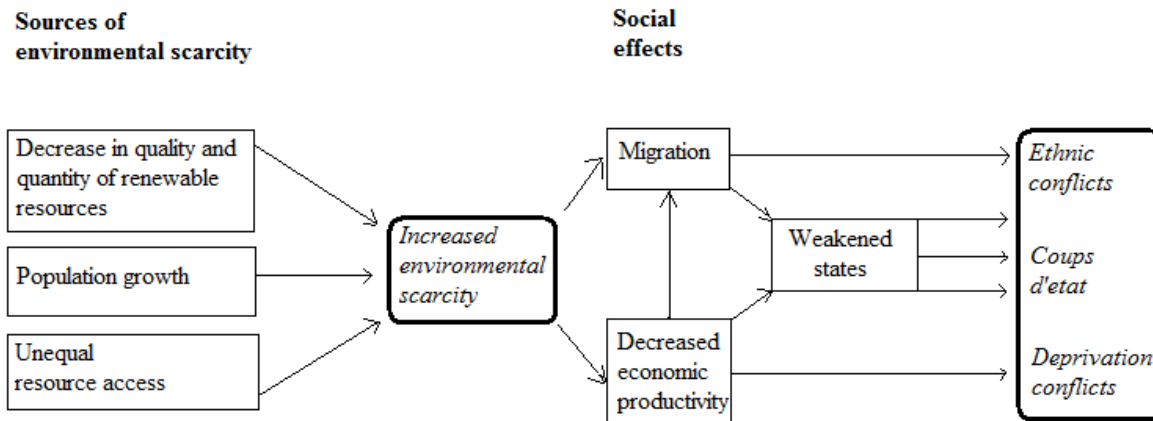 Sources of
environmental scarcity
Social
effects
Decrease in quality and
quantity of renewable
resources
Population growth
Unequal
resource access
Increased
environmental
scarcity
Migration
Decreased
economic
productivity
Weakened
states
Ethnic
conflicts
Coups
d'etat
Deprivation
conflicts